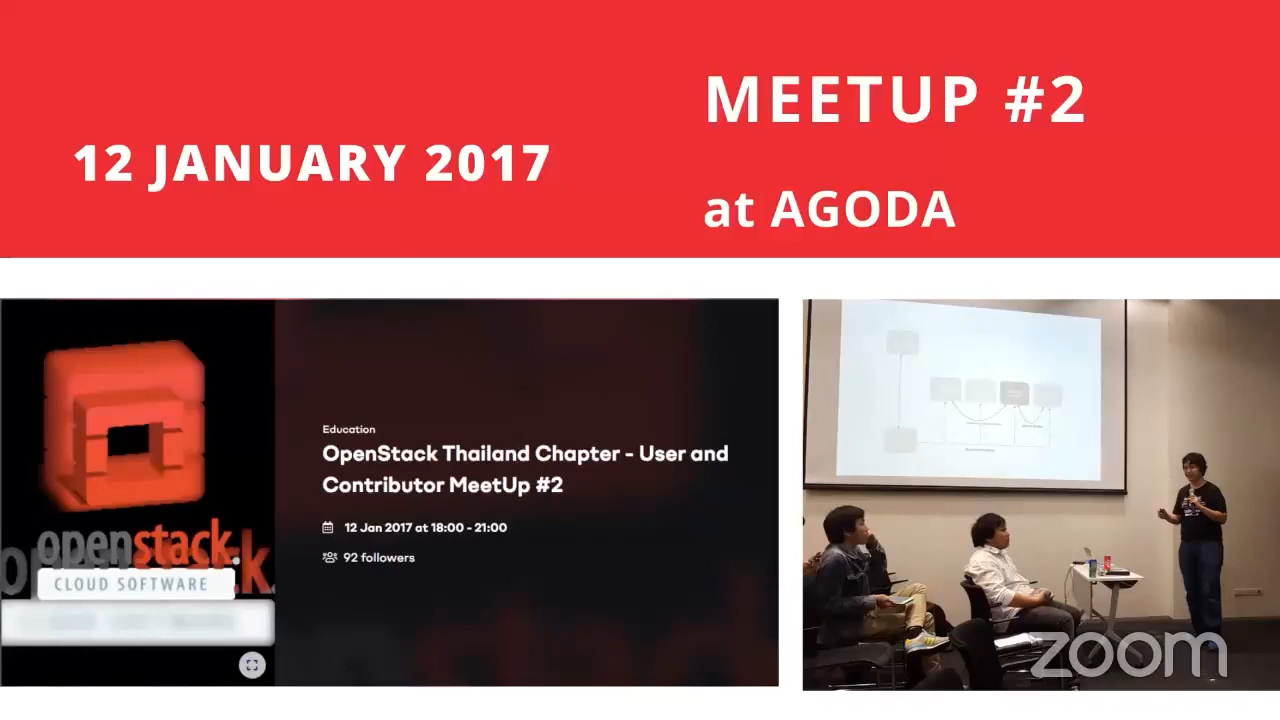 MEETUP #2
12 JANUARY 2017
at AGODA
openstack.
CLOUD SOFTWARE
Education
OpenStack Thailand Chapter - User and
Contributor MeetUp #2
12 Jan 2017 at 18:00 - 21:00
92 followers
zoom